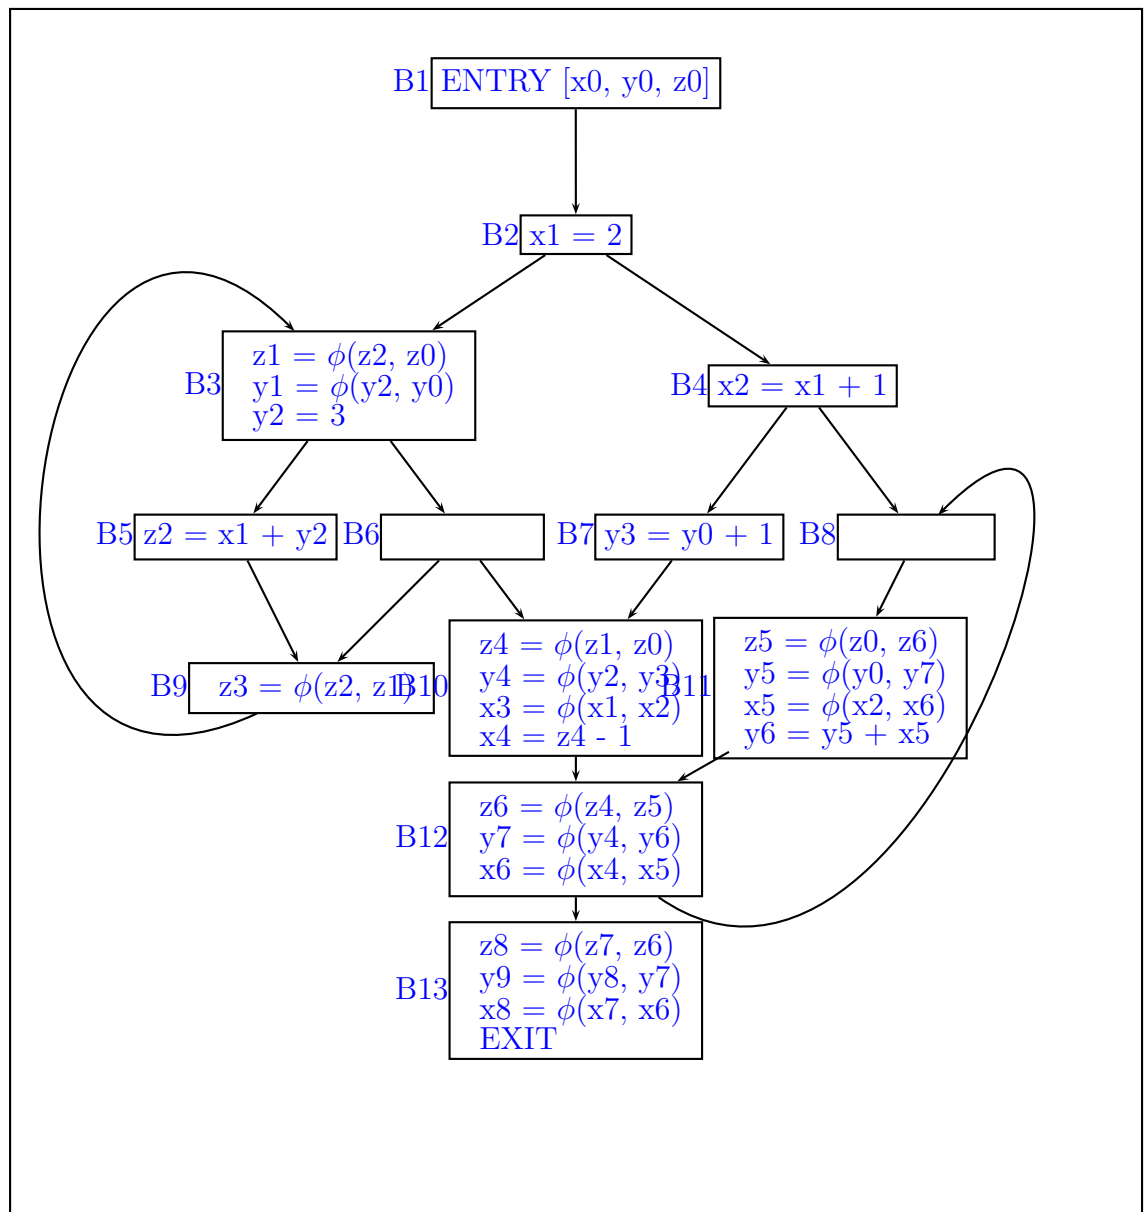 B1 ENTRY [x0, y0, z0]
B2 x1 = 2
B3
z1 = ϕ(z2, z0)
y1 = ϕ(y2, y0)
y2 = 3
B4 x2 = x1 + 1
B5 z2 = x1 + y2
B6
B7 y3 = y0 + 1
B8
B9 z3 = ϕ(z2, z1)
B10
z4 = ϕ(z1, z0)
y4 = ϕ(y2, y3)
x3 = ϕ(x1, x2)
x4 = z4 - 1
B11
z5 = ϕ(z0, z6)
y5 = ϕ(y0, y7)
x5 = ϕ(x2, x6)
y6 = y5 + x5
B12
z6 = ϕ(z4, z5)
y7 = ϕ(y4, y6)
x6 = ϕ(x4, x5)
B13
z8 = ϕ(z7, z6)
y9 = ϕ(y8, y7)
x8 = ϕ(x7, x6)
EXIT